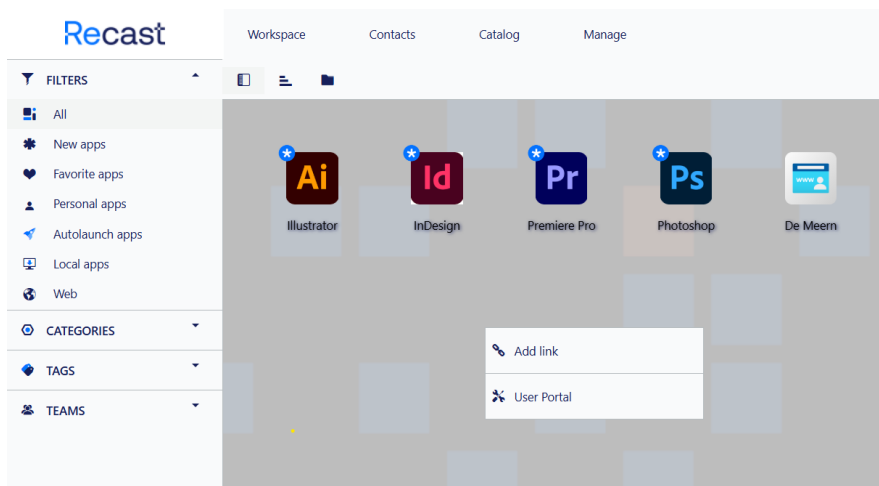 Recast
Workspace Contacts Catalog Manage
FILTERS
All
New apps
Favorite apps
Personal apps
Autolaunch apps
Local apps
Web
CATEGORIES
TAGS
TEAMS
Ai Id Pr Ps www
Illustrator InDesign Premiere Pro Photoshop De Meern
Add link
User Portal